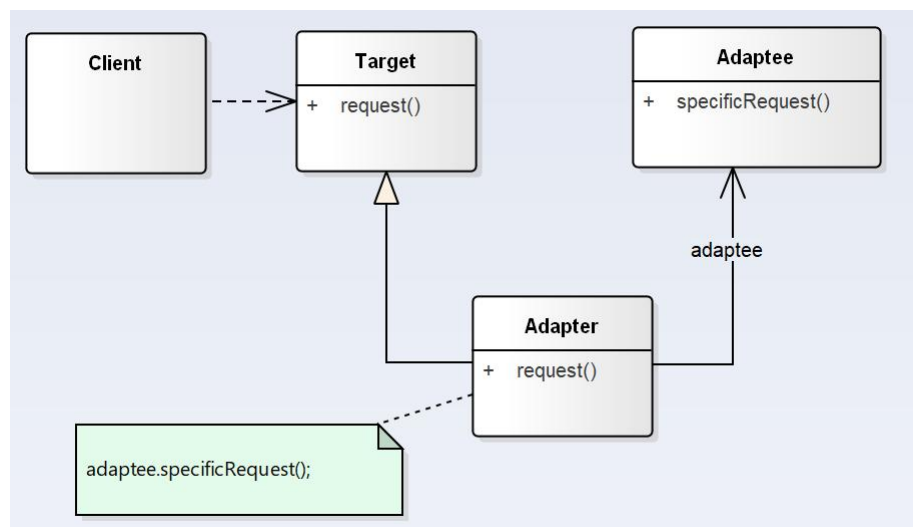 Client
Target
+ request()
Adaptee
+ specificRequest()
adaptee
Adapter
+ request()
adaptee.specificRequest();